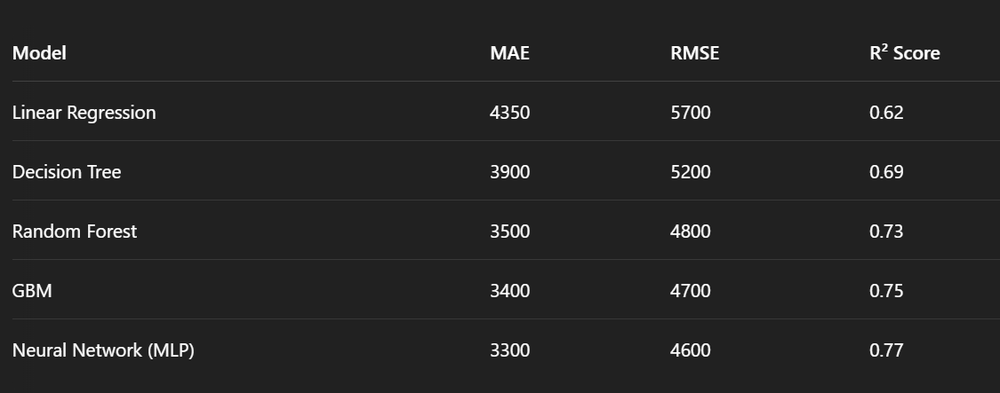 Model MAE RMSE R² Score
Linear Regression 4350 5700 0.62
Decision Tree 3900 5200 0.69
Random Forest 3500 4800 0.73
GBM 3400 4700 0.75
Neural Network (MLP) 3300 4600 0.77